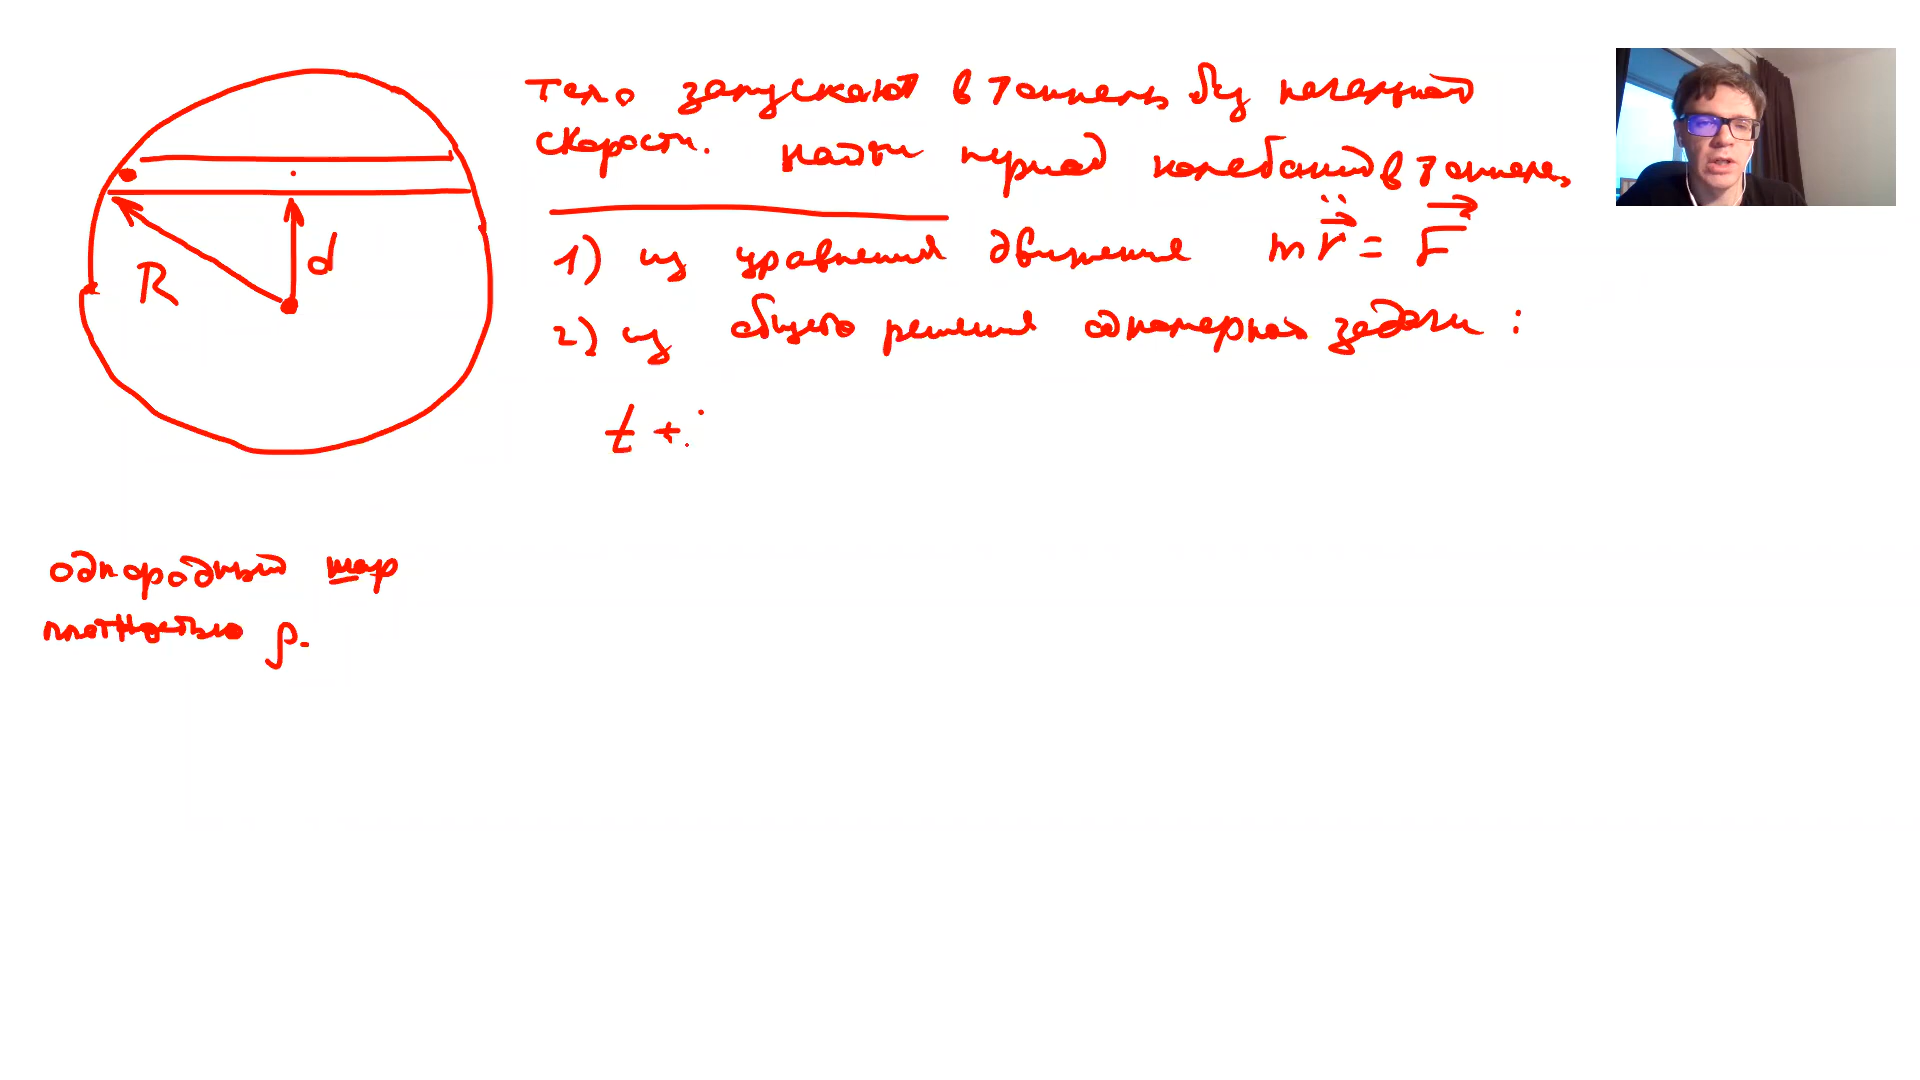 тело запускают в тоннель без начальной
скорости. найти период колебаний в тоннеле
1) из уравнения движения m r̈⃗ = F⃗
2) из общего решения одномерной задачи :
R
d
t +
однородный шар
плотностью ρ.